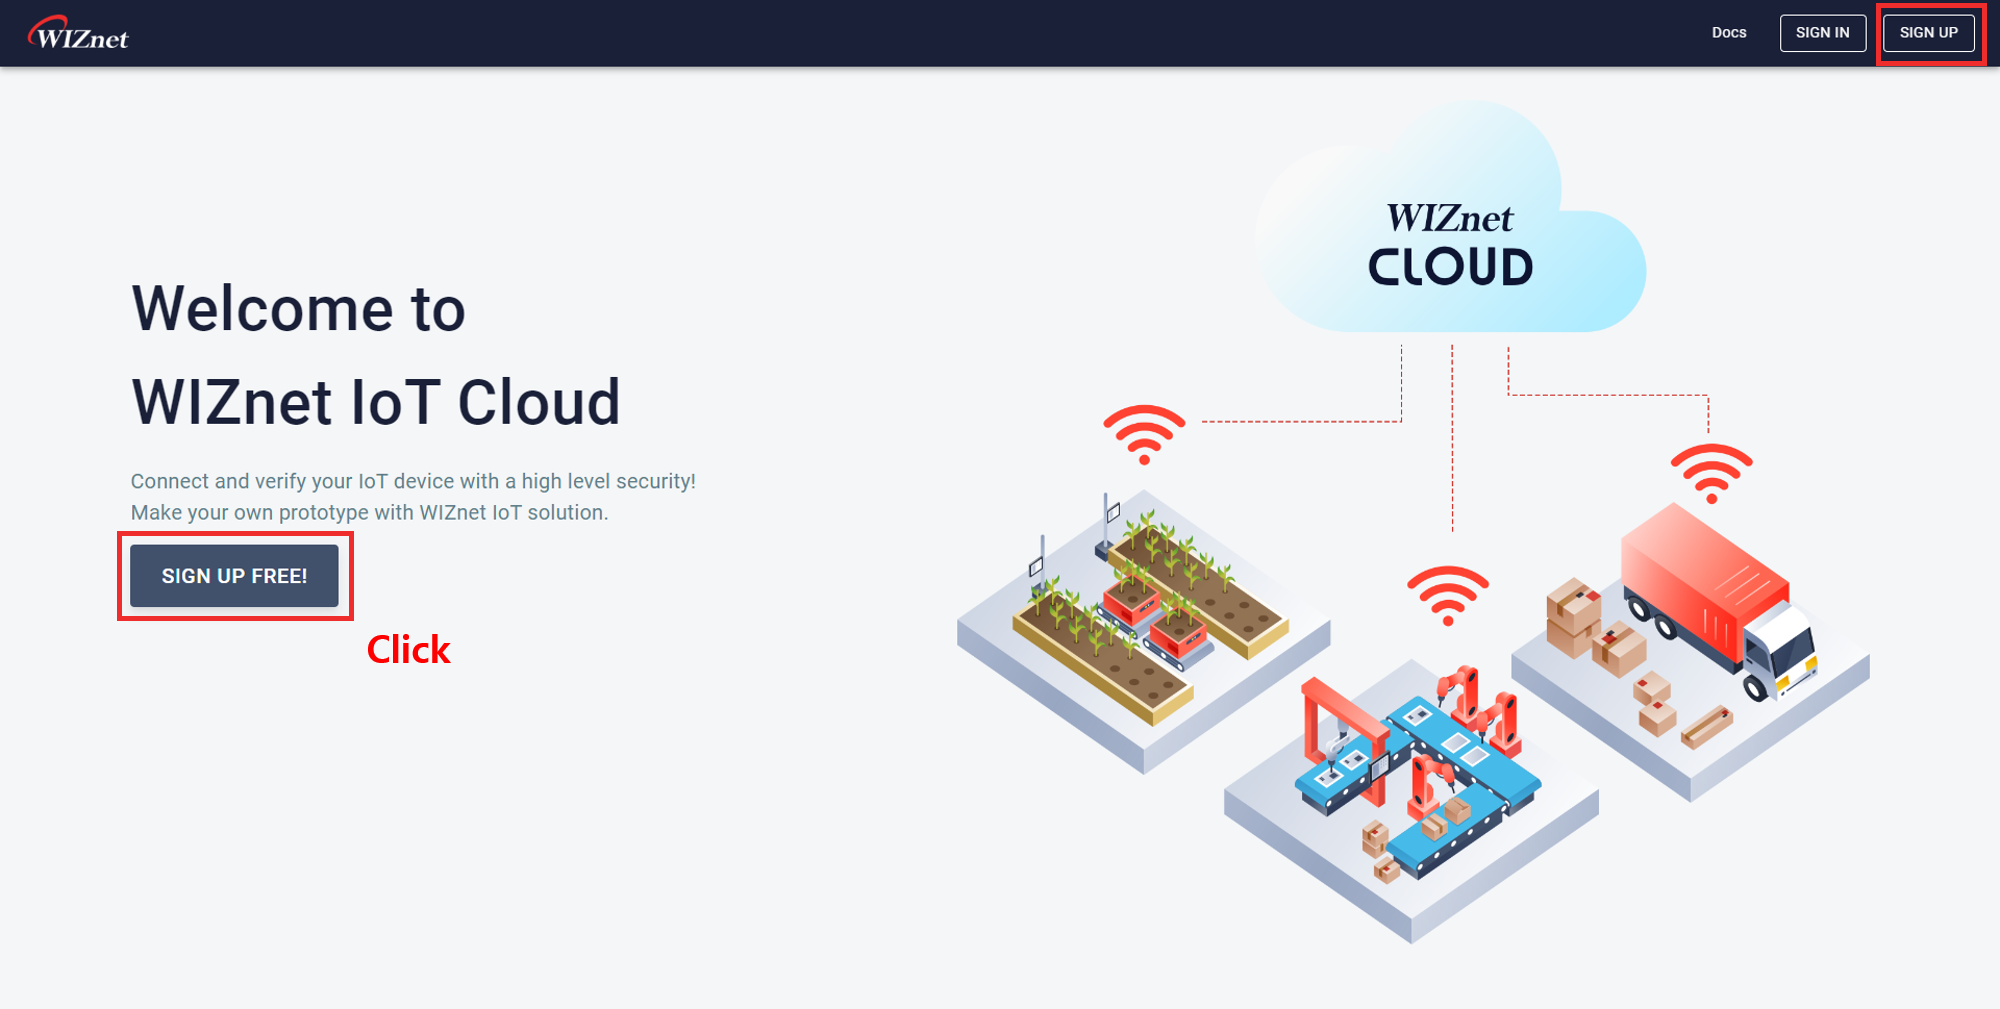 WIZnet
Docs
SIGN IN
SIGN UP
WIZnet
CLOUD
Welcome to
WIZnet IoT Cloud
Connect and verify your IoT device with a high level security!
Make your own prototype with WIZnet IoT solution.
SIGN UP FREE!
Click